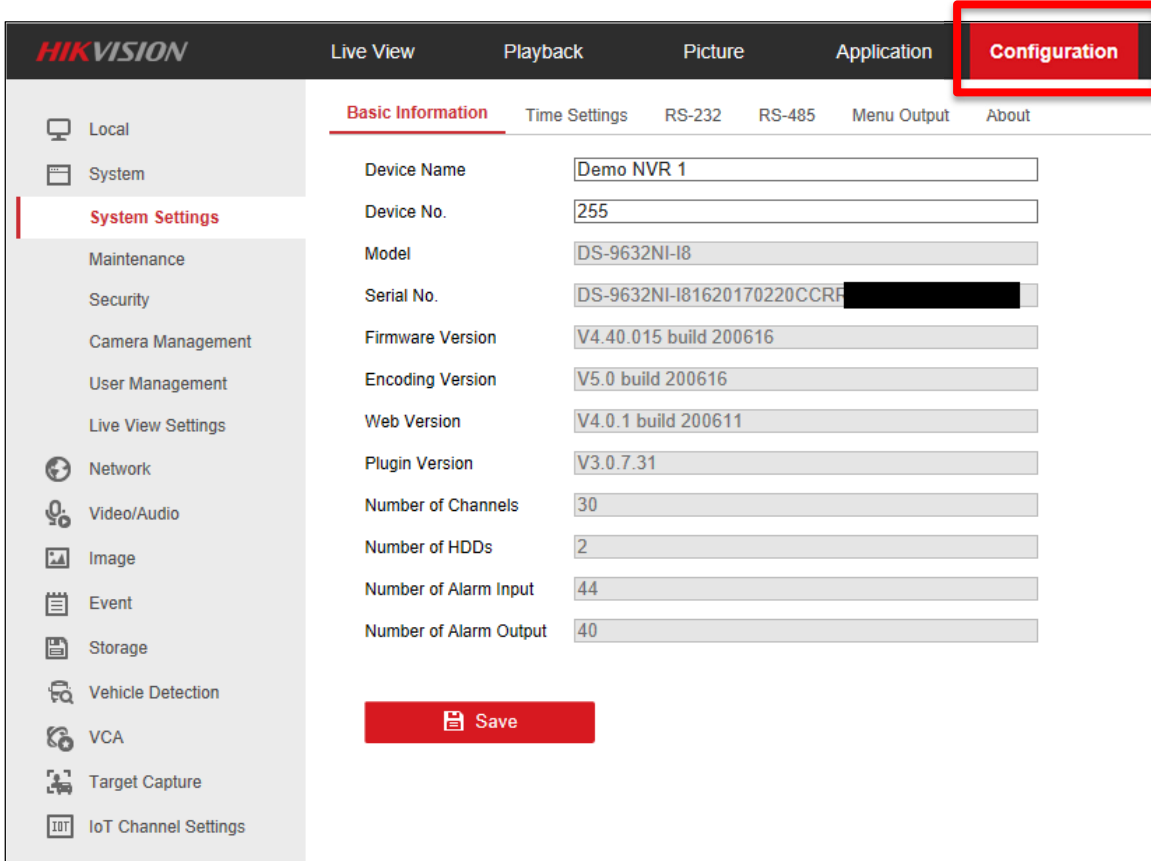 HIKVISION
Live View Playback Picture Application Configuration
Basic Information Time Settings RS-232 RS-485 Menu Output About
Local
System
System Settings
Maintenance
Security
Camera Management
User Management
Live View Settings
Network
Video/Audio
Image
Event
Storage
Vehicle Detection
VCA
Target Capture
IOT IoT Channel Settings
Device Name Demo NVR 1
Device No. 255
Model DS-9632NI-I8
Serial No. DS-9632NI-I81620170220CCRR
Firmware Version V4.40.015 build 200616
Encoding Version V5.0 build 200616
Web Version V4.0.1 build 200611
Plugin Version V3.0.7.31
Number of Channels 30
Number of HDDs 2
Number of Alarm Input 44
Number of Alarm Output 40
Save